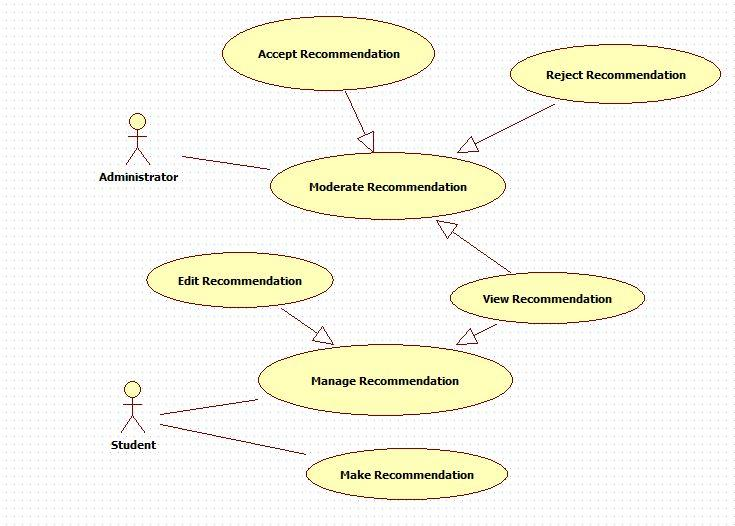 Accept Recommendation
Reject Recommendation
Administrator
Moderate Recommendation
Edit Recommendation
View Recommendation
Manage Recommendation
Student
Make Recommendation